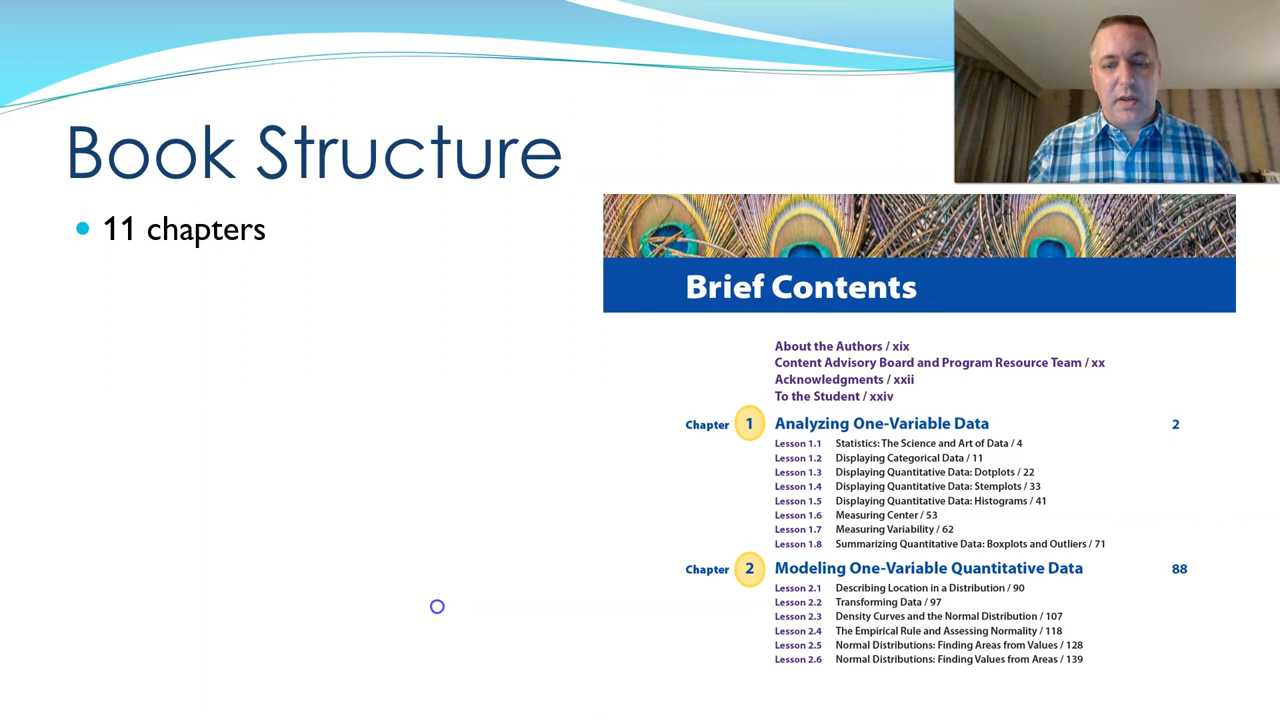 Book Structure
• 11 chapters
Brief Contents
About the Authors / xix
Content Advisory Board and Program Resource Team / xx
Acknowledgments / xxii
To the Student / xxiv
Chapter 1 Analyzing One-Variable Data 2
Lesson 1.1 Statistics: The Science and Art of Data / 4
Lesson 1.2 Displaying Categorical Data / 11
Lesson 1.3 Displaying Quantitative Data: Dotplots / 22
Lesson 1.4 Displaying Quantitative Data: Stemplots / 33
Lesson 1.5 Displaying Quantitative Data: Histograms / 41
Lesson 1.6 Measuring Center / 53
Lesson 1.7 Measuring Variability / 62
Lesson 1.8 Summarizing Quantitative Data: Boxplots and Outliers / 71
Chapter 2 Modeling One-Variable Quantitative Data 88
Lesson 2.1 Describing Location in a Distribution / 90
Lesson 2.2 Transforming Data / 97
Lesson 2.3 Density Curves and the Normal Distribution / 107
Lesson 2.4 The Empirical Rule and Assessing Normality / 118
Lesson 2.5 Normal Distributions: Finding Areas from Values / 128
Lesson 2.6 Normal Distributions: Finding Values from Areas / 139